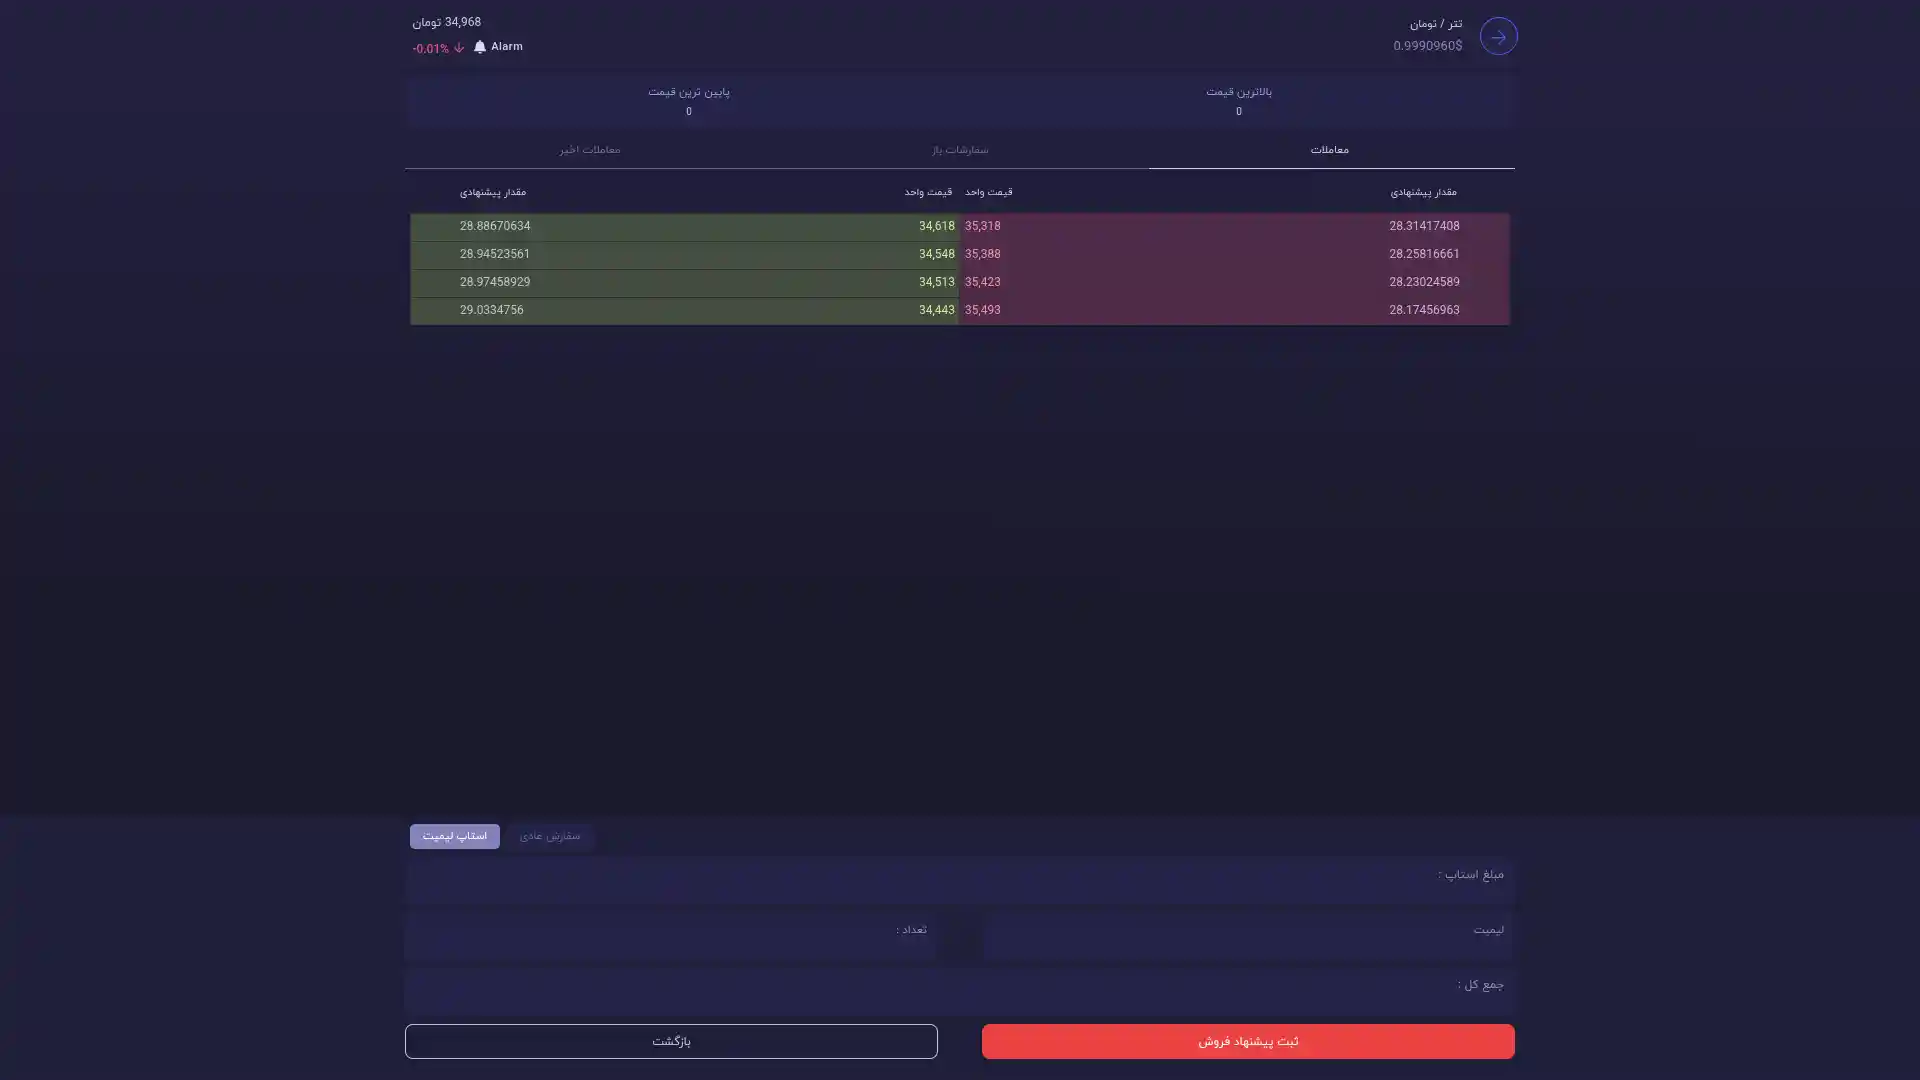 تتر / تومان
0.9990960$
34,968 تومان
-0.01% Alarm
بالاترین قیمت
0
پایین ترین قیمت
0
معاملات
سفارشات باز
معاملات اخیر
مقدار پیشنهادی قیمت واحد قیمت واحد مقدار پیشنهادی
28.31417408 35,318 34,618 28.88670634
28.25816661 35,388 34,548 28.94523561
28.23024589 35,423 34,513 28.97458929
28.17456963 35,493 34,443 29.0334756
سفارش عادی
استاپ لیمیت
مبلغ استاپ :
لیمیت
تعداد :
جمع کل :
ثبت پیشنهاد فروش
بازگشت